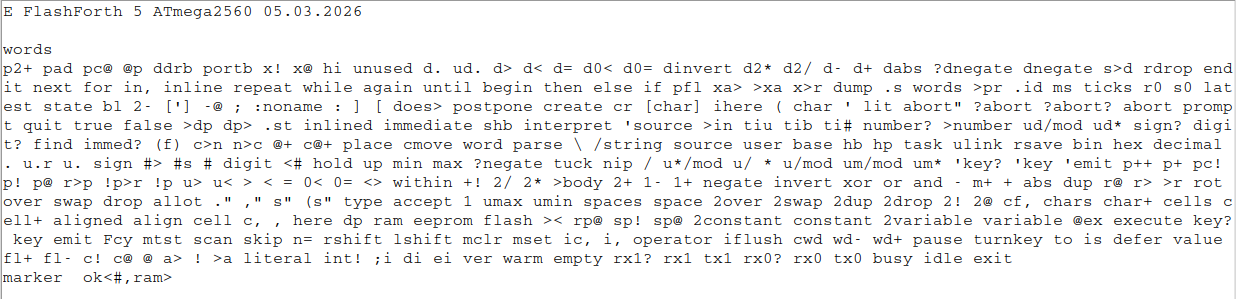 E FlashForth 5 ATmega2560 05.03.2026

words
p2+ pad pc@ @p ddrb portb x! x@ hi unused d. ud. d> d< d= d0< d0= dinvert d2* d2/ d- d+ dabs ?dnegate dnegate s>d rdrop end
it next for in, inline repeat while again until begin then else if pfl xa> >xa x>r dump .s words >pr .id ms ticks r0 s0 lat
est state bl 2- ['] -@ ; :noname : ] [ does> postpone create cr [char] ihere ( char ' lit abort" ?abort ?abort? abort promp
t quit true false >dp dp> .st inlined immediate shb interpret 'source >in tiu tib ti# number? >number ud/mod ud* sign? digi
t? find immed? (f) c>n n>c @+ c@+ place cmove word parse \ /string source user base hb hp task ulink rsave bin hex decimal
. u.r u. sign #> #s # digit <# hold up min max ?negate tuck nip / u*/mod u/ * u/mod um/mod um* 'key? 'key 'emit p++ p+ pc!
p! p@ r>p !p>r !p u> u< > < = 0< 0= <> within +! 2/ 2* >body 2+ 1- 1+ negate invert xor or and - m+ + abs dup r@ r> >r rot
over swap drop allot ." ," s" (s" type accept 1 umax umin spaces space 2over 2swap 2dup 2drop 2! 2@ cf, chars char+ cells c
ell+ aligned align cell c, , here dp ram eeprom flash >< rp@ sp! sp@ 2constant constant 2variable variable @ex execute key?
 key emit Fcy mtst scan skip n= rshift lshift mclr mset ic, i, operator iflush cwd wd- wd+ pause turnkey to is defer value
fl+ fl- c! c@ @ a> ! >a literal int! ;i di ei ver warm empty rx1? rx1 tx1 rx0? rx0 tx0 busy idle exit
marker  ok<#,ram>